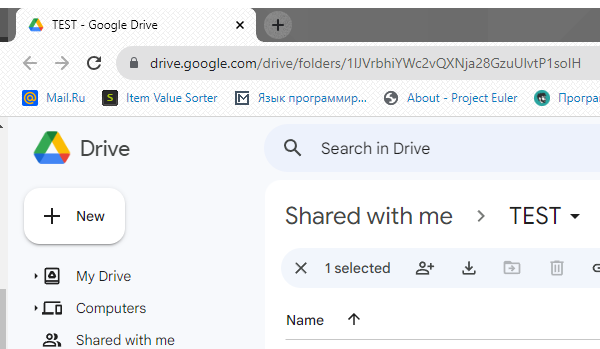 TEST - Google Drive
drive.google.com/drive/folders/1lJVrbhiYWc2vQXNja28GzuUlvtP1soIH
Mail.Ru Item Value Sorter Язык программир... About - Project Euler Програ
Drive
Search in Drive
New
Shared with me TEST
1 selected
My Drive
Computers
Shared with me
Name